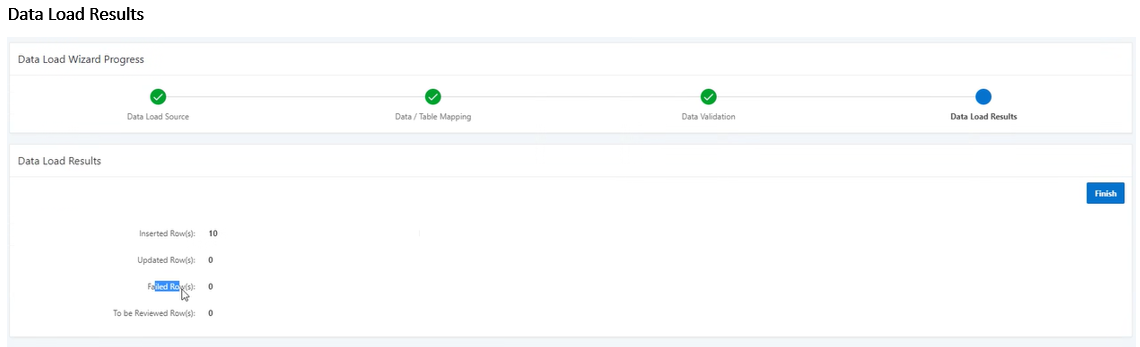 Data Load Results
Data Load Wizard Progress
Data Load Source
Data / Table Mapping
Data Validation
Data Load Results
Data Load Results
Finish
Inserted Row(s): 10
Updated Row(s): 0
Failed Row(s): 0
To be Reviewed Row(s): 0